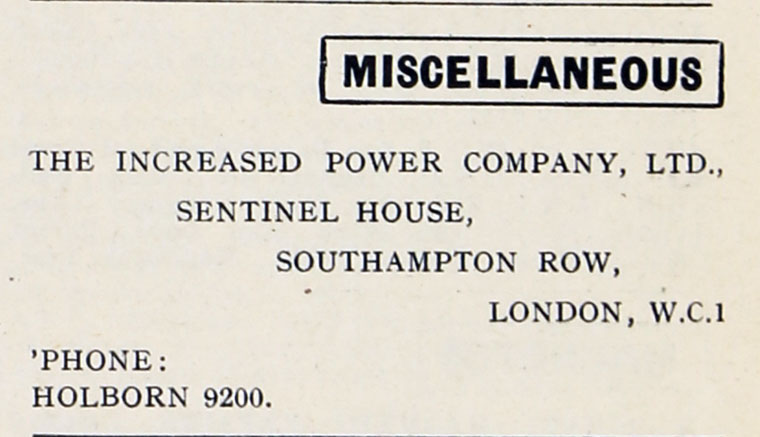 MISCELLANEOUS
THE INCREASED POWER COMPANY, LTD.,
SENTINEL HOUSE,
SOUTHAMPTON ROW,
LONDON, W.C.1
'PHONE:
HOLBORN 9200.